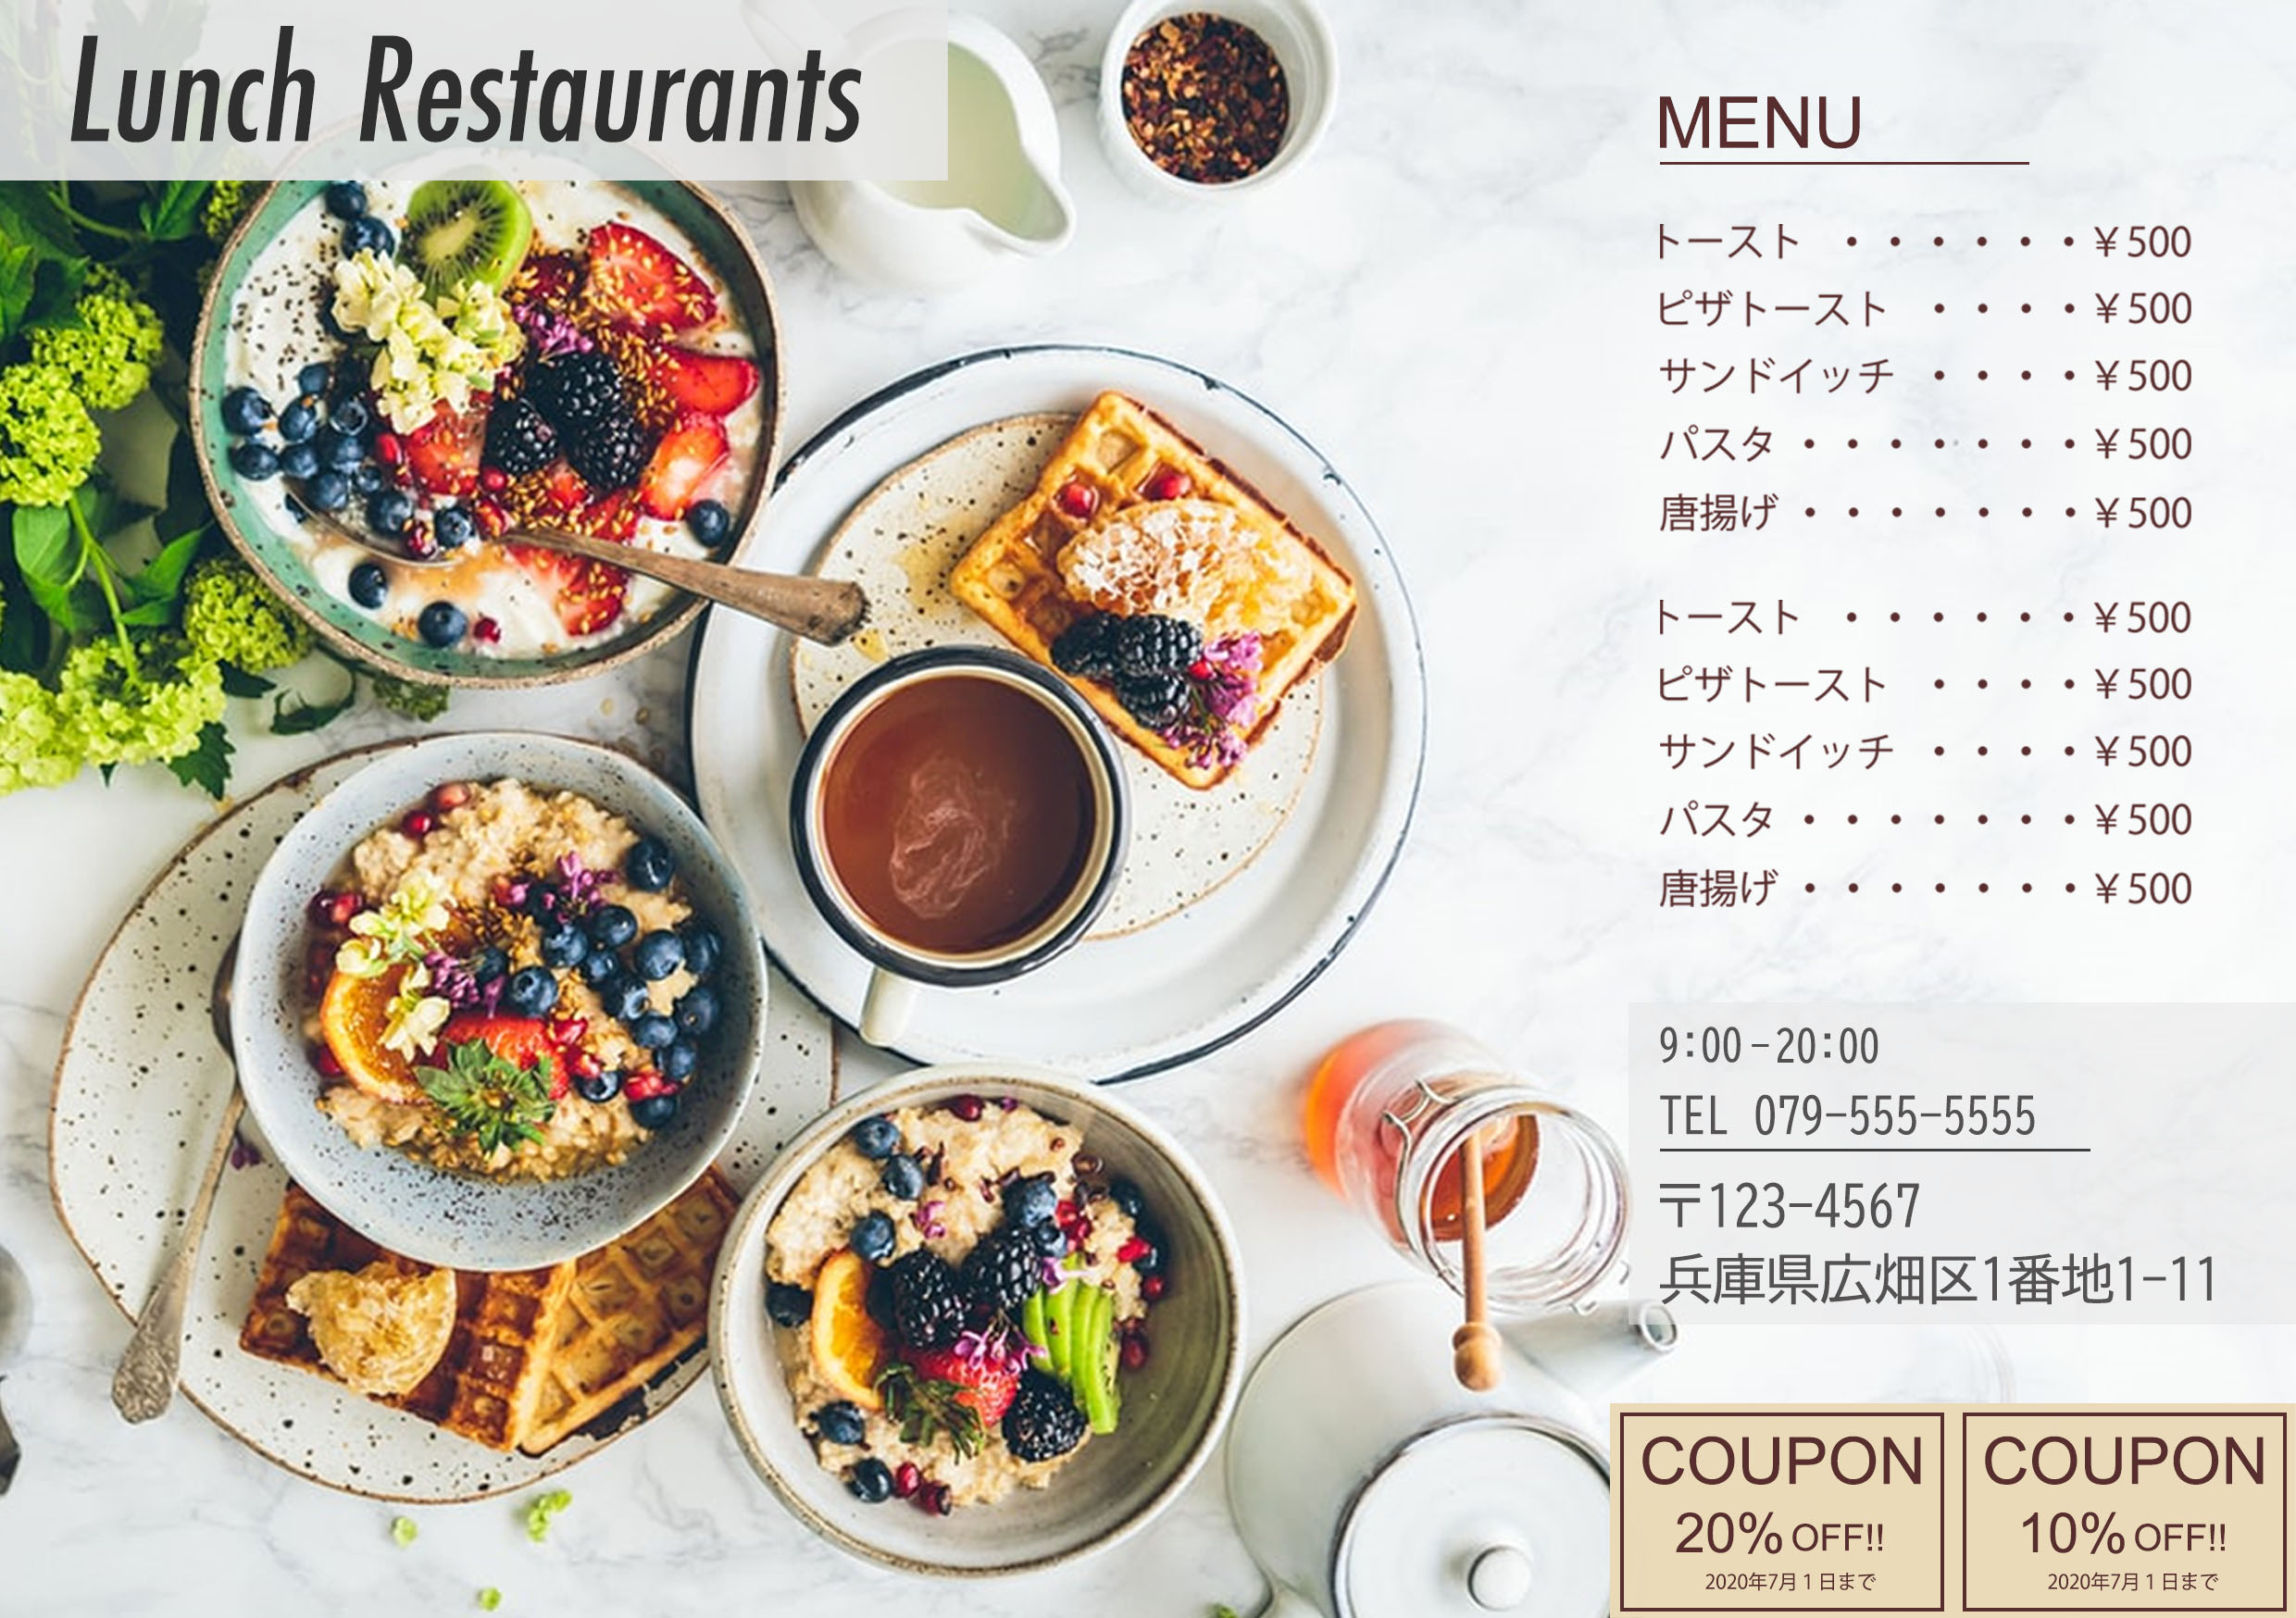 Lunch Restaurants
MENU
トースト ・・・・・・¥500
ピザトースト ・・・・¥500
サンドイッチ ・・・・¥500
パスタ・・・・・・・¥500
唐揚げ・・・・・・・¥500
トースト ・・・・・・¥500
ピザトースト ・・・・¥500
サンドイッチ ・・・・¥500
パスタ・・・・・・・¥500
唐揚げ・・・・・・・¥500
9:00-20:00
TEL 079-555-5555
〒123-4567
兵庫県広畑区1番地1-11
COUPON
20% OFF!!
2020年7月1日まで
COUPON
10% OFF!!
2020年7月1日まで